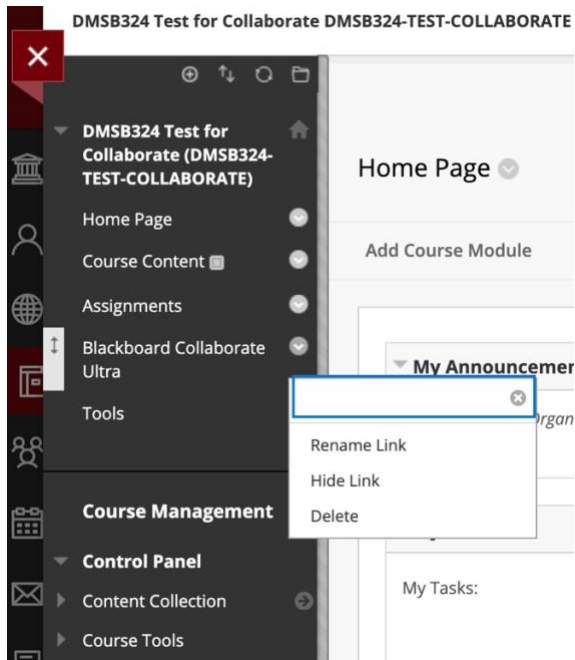 DMSB324 Test for Collaborate DMSB324-TEST-COLLABORATE
DMSB324 Test for
Collaborate (DMSB324-
TEST-COLLABORATE)
Home Page
Course Content
Assignments
Blackboard Collaborate
Ultra
Tools
Rename Link
Hide Link
Delete
Course Management
Control Panel
Content Collection
Course Tools
Home Page
Add Course Module
My Announcemen
My Tasks: